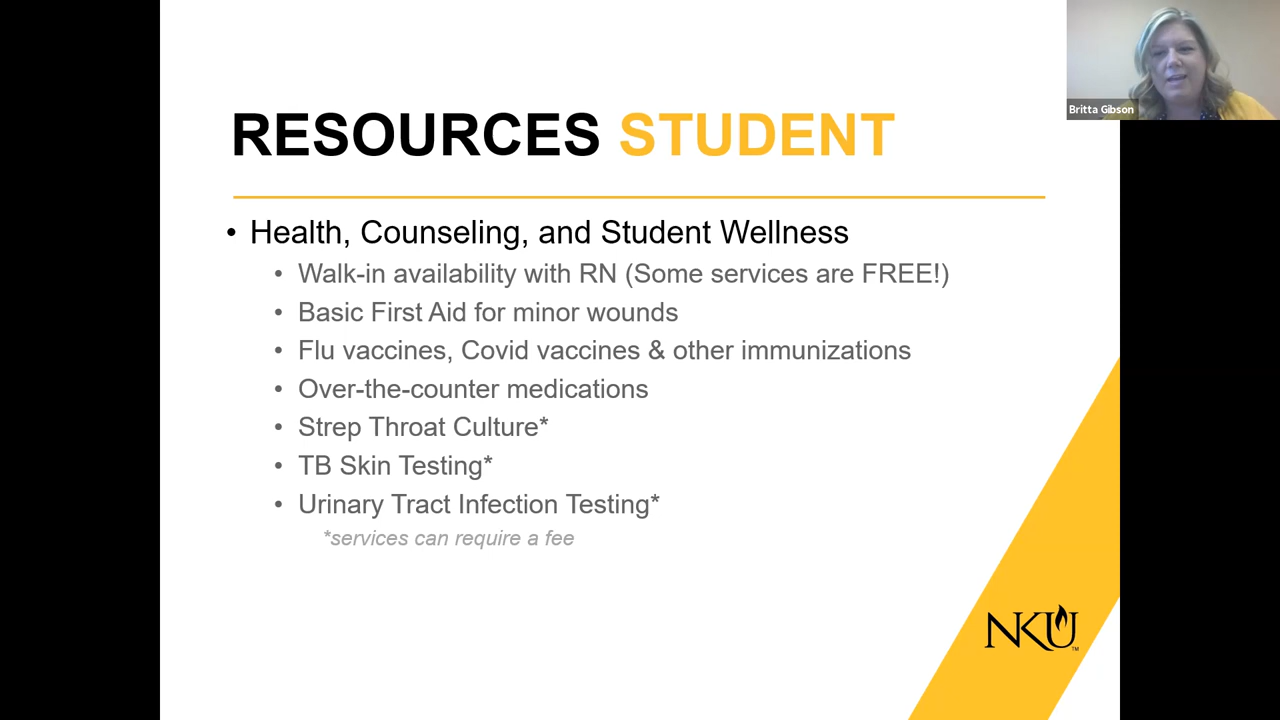 Britta Gibson
RESOURCES STUDENT
• Health, Counseling, and Student Wellness
• Walk-in availability with RN (Some services are FREE!)
• Basic First Aid for minor wounds
• Flu vaccines, Covid vaccines & other immunizations
• Over-the-counter medications
• Strep Throat Culture*
• TB Skin Testing*
• Urinary Tract Infection Testing*
*services can require a fee
NKU™